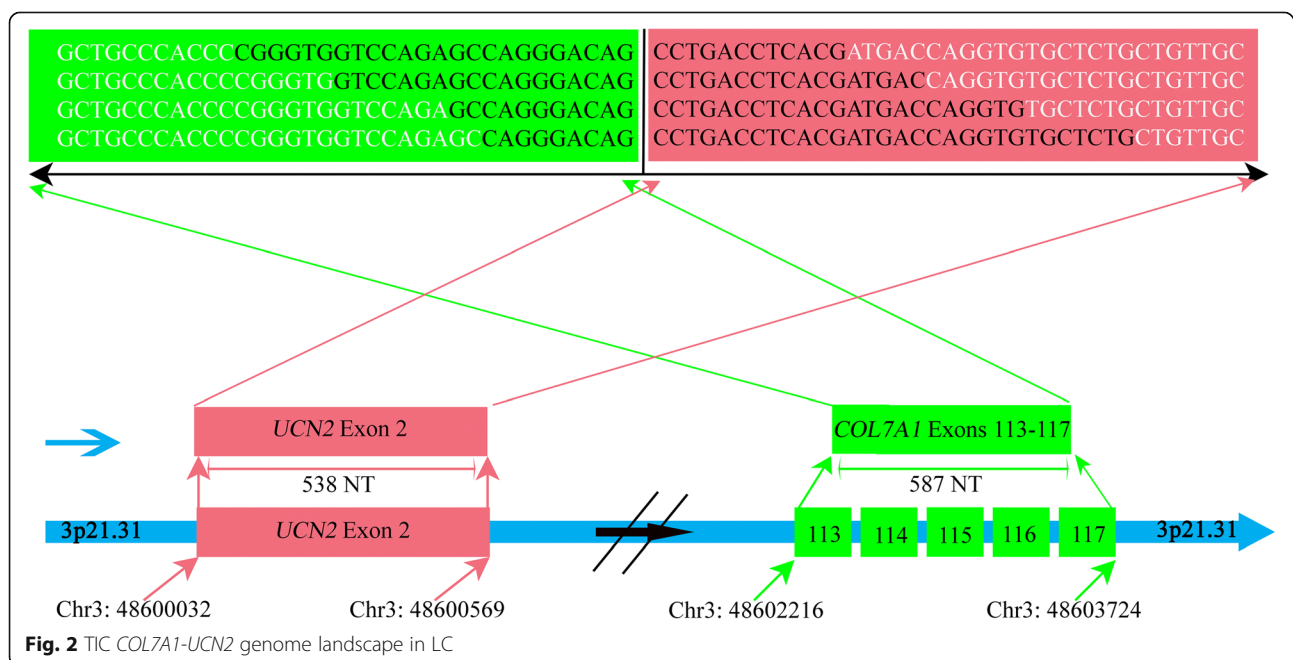 GCTGCCCACCCCGGGTGGTCCAGAGCCAGGGACAG CCTGACCTCACGATGACCAGGTGTGCTCTGCTGTTGC
GCTGCCCACCCCGGGTGGTCCAGAGCCAGGGACAG CCTGACCTCACGATGACCAGGTGTGCTCTGCTGTTGC
GCTGCCCACCCCGGGTGGTCCAGAGCCAGGGACAG CCTGACCTCACGATGACCAGGTGTGCTCTGCTGTTGC
GCTGCCCACCCCGGGTGGTCCAGAGCCAGGGACAG CCTGACCTCACGATGACCAGGTGTGCTCTGCTGTTGC
UCN2 Exon 2
COL7A1 Exons 113-117
538 NT
587 NT
3p21.31
UCN2 Exon 2
113 114 115 116 117
3p21.31
Chr3: 48600032
Chr3: 48600569
Chr3: 48602216
Chr3: 48603724
Fig. 2 TIC COL7A1-UCN2 genome landscape in LC